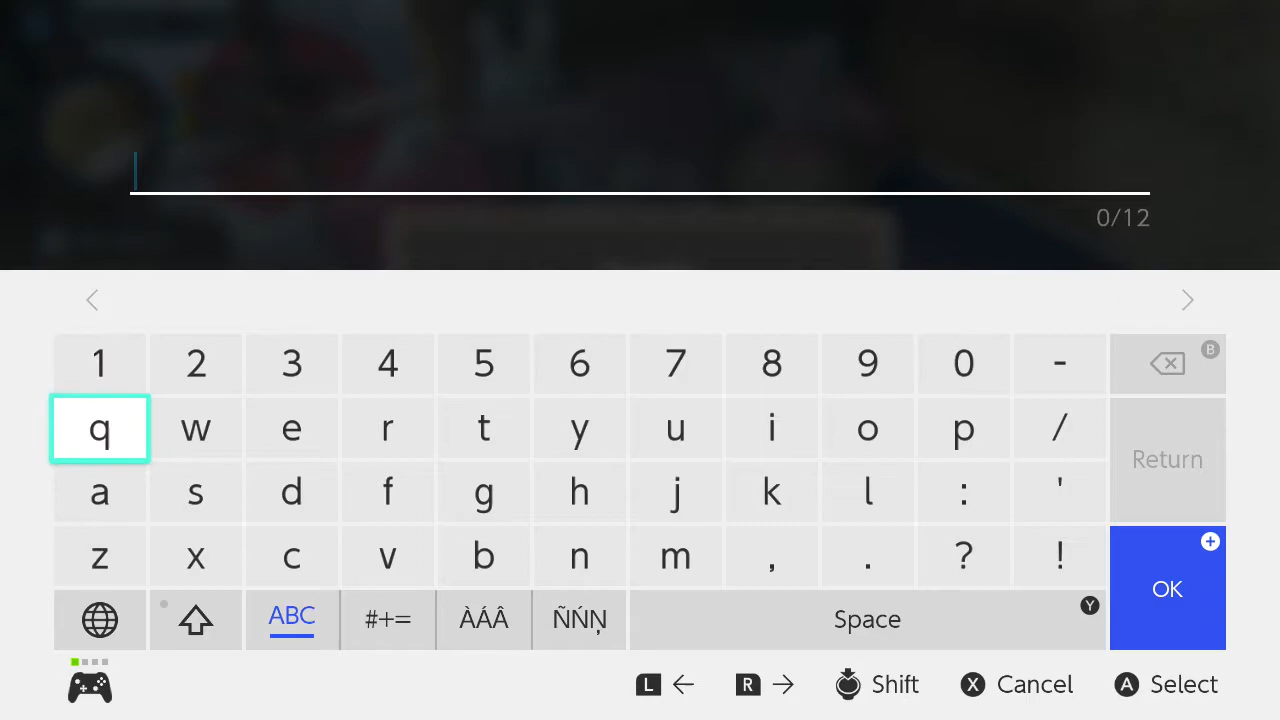 0/12
1 2 3 4 5 6 7 8 9 0 - B
q w e r t y u i o p /
Return
a s d f g h j k l : '
z x c v b n m , . ? ! +
OK
ABC #+= ÀÁÂ ÑŃŅ Space Y
L ← R → Shift X Cancel A Select